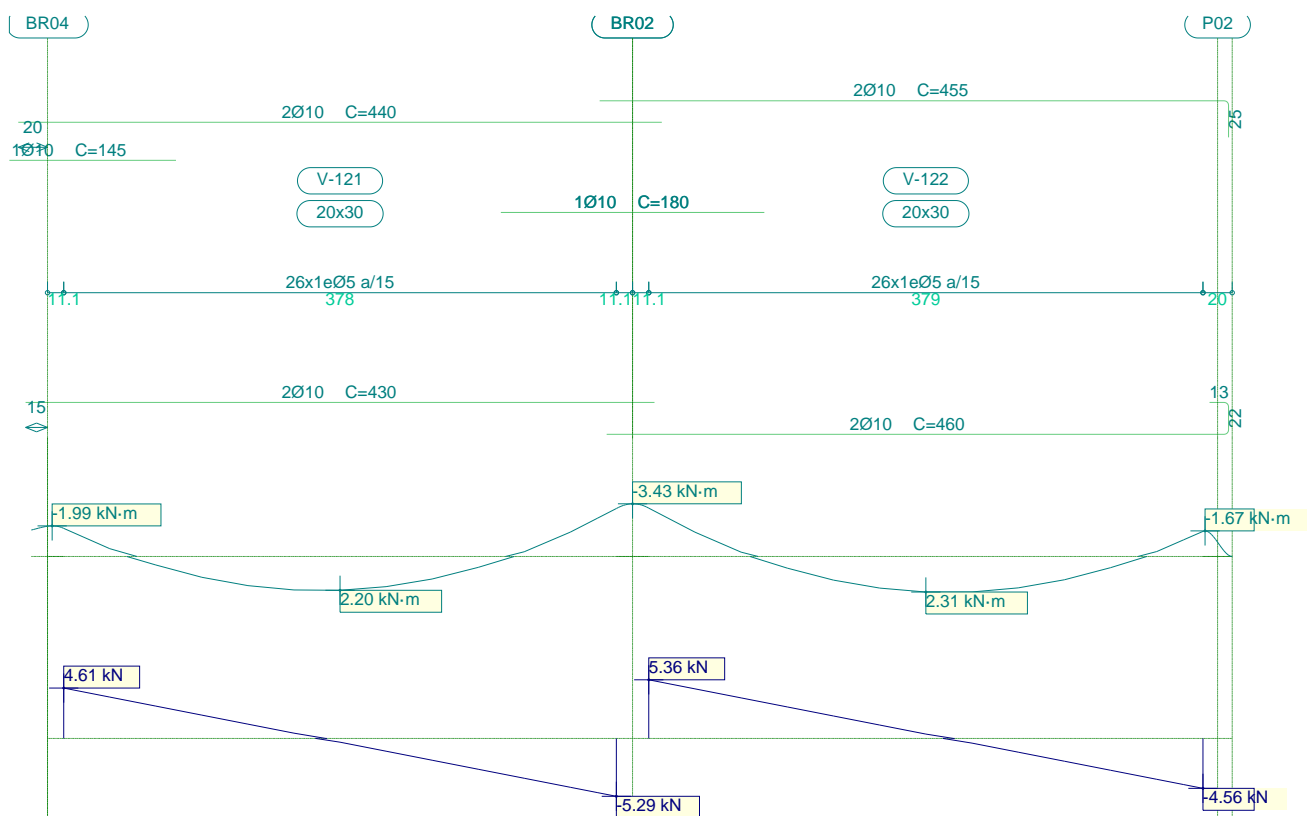 BR04
BR02
P02
2Ø10 C=455
2Ø10 C=440
25
20
1Ø10 C=145
V-121
V-122
1Ø10 C=180
20x30
20x30
26x1eØ5 a/15
26x1eØ5 a/15
11.1
378
11.1
11.1
379
20
2Ø10 C=430
13
15
22
2Ø10 C=460
-3.43 kN·m
-1.99 kN·m
-1.67 kN·m
2.20 kN·m
2.31 kN·m
4.61 kN
5.36 kN
-5.29 kN
-4.56 kN